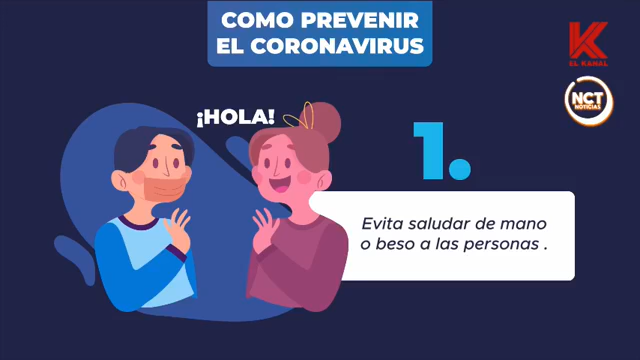 COMO PREVENIR
EL CORONAVIRUS
EL KANAL
NCT
NOTICIAS
¡HOLA!
1.
Evita saludar de mano
o beso a las personas .